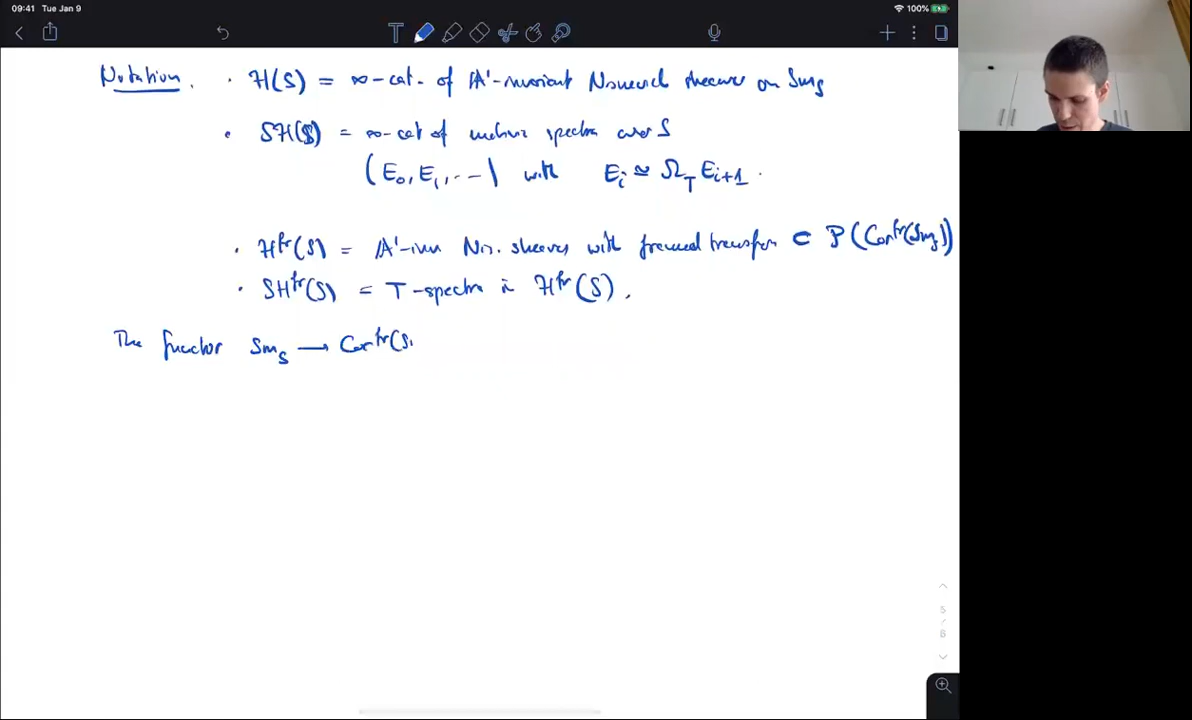 09:41 Tue Jan 9
100%
Notation. · H(S) = ∞-cat. of A¹-invariant Nisnevich sheaves on Sm_S
· SH(S) = ∞-cat of motivic spectra over S
(E₀, E₁, ...) with E_i ≃ Ω_T E_{i+1}.
· H^fr(S) = A¹-inv Nis. sheaves with framed transfers ⊂ P(Corr^fr(Sm_S))
· SH^fr(S) = T-spectra in H^fr(S).
The functor Sm_S → Corr^fr(S
5
/
6